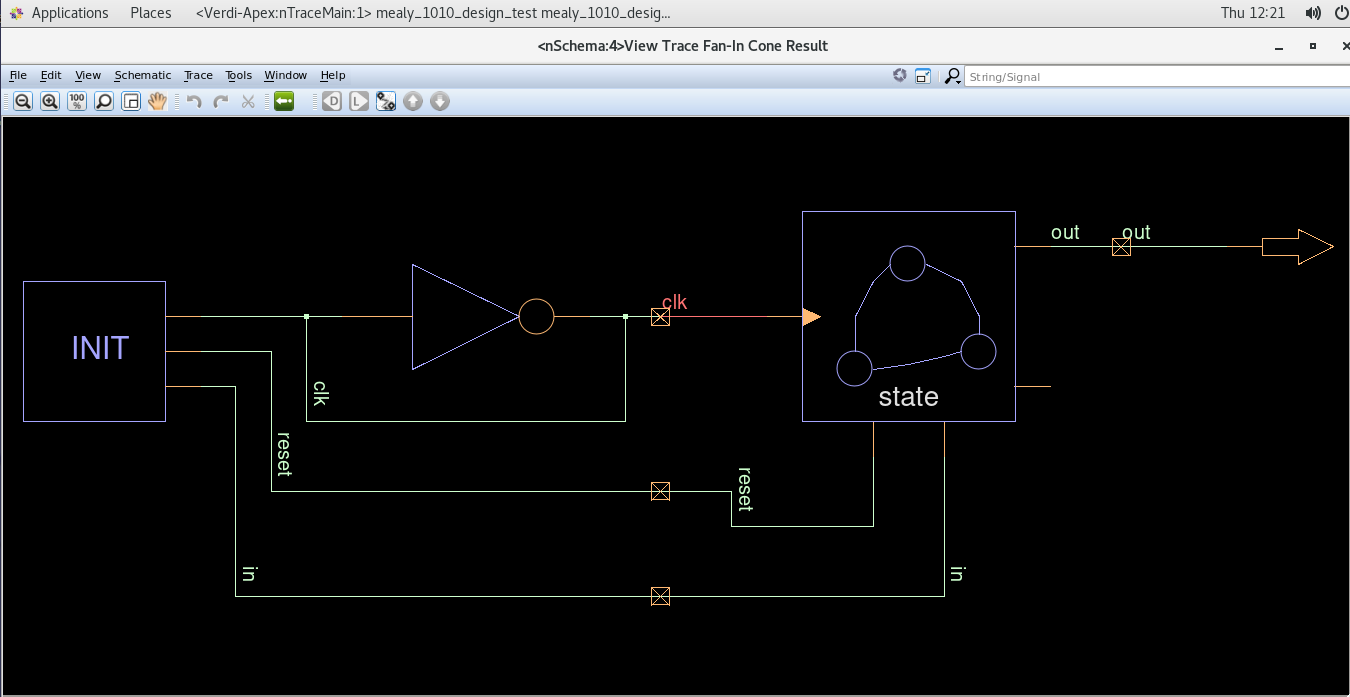 Applications Places <Verdi-Apex:nTraceMain:1> mealy_1010_design_test mealy_1010_desig... Thu 12:21
<nSchema:4>View Trace Fan-In Cone Result
File Edit View Schematic Trace Tools Window Help String/Signal
100 %
D L
out out
clk
INIT
clk
state
reset
reset
in
in